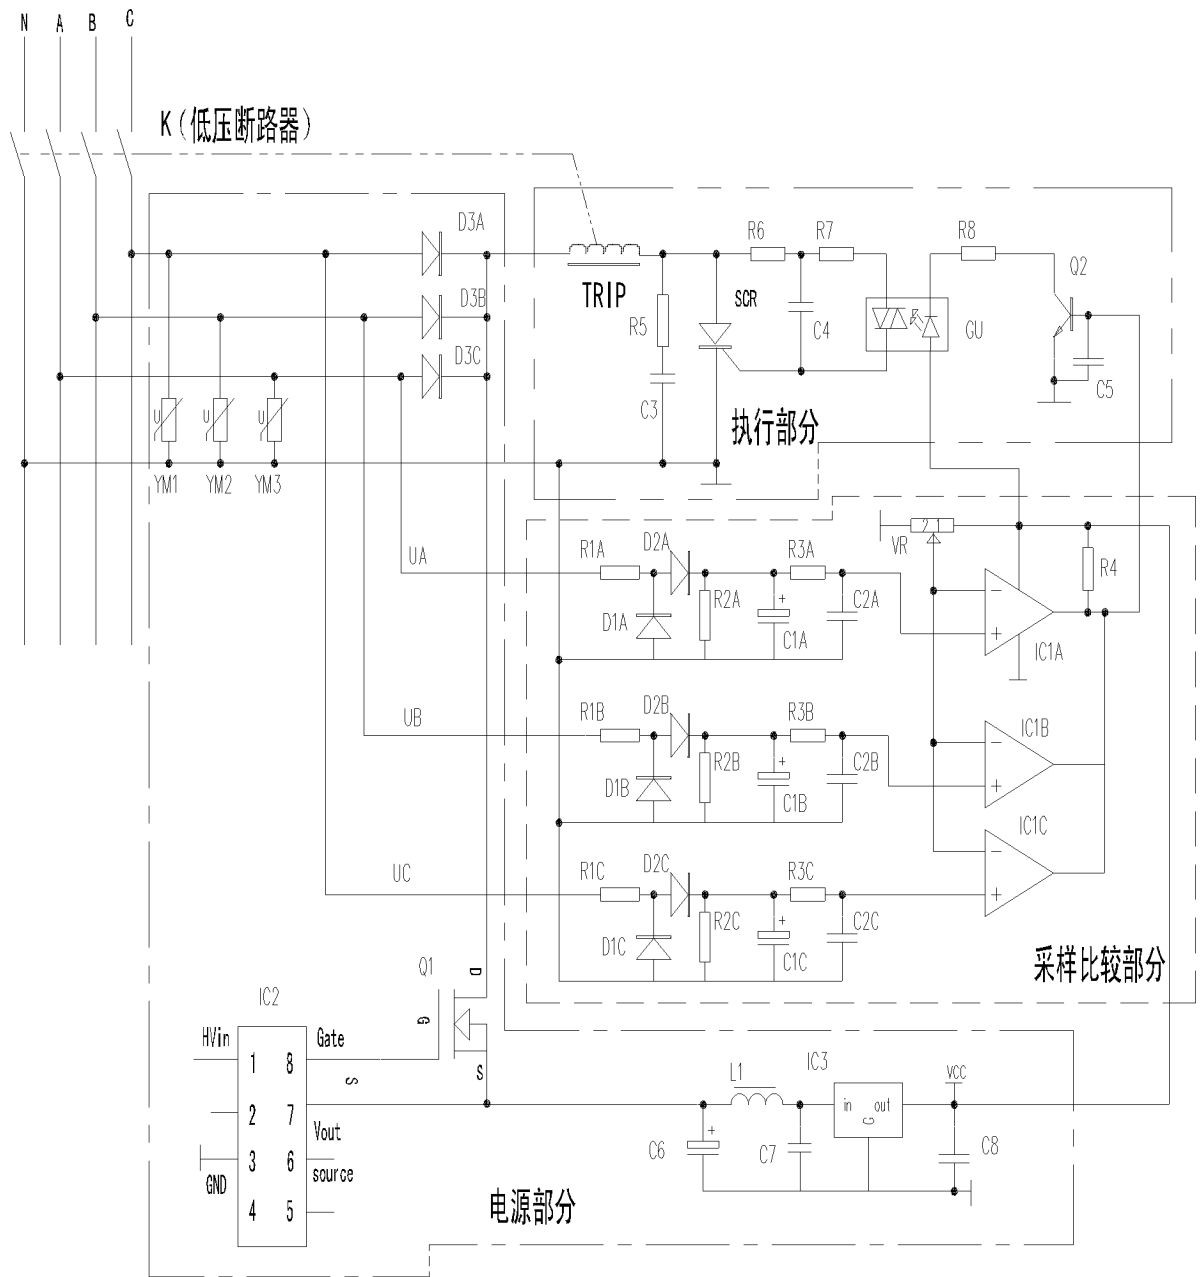 N A B C
K(低压断路器)
D3A
D3B
D3C
TRIP
R5
C3
SCR
R6
R7
C4
GU
R8
Q2
C5
执行部分
U
U
U
YM1
YM2
YM3
UA
R1A
D2A
R3A
D1A
R2A
C1A
+
C2A
VR
2.1
R4
−
+
IC1A
UB
R1B
D2B
R3B
D1B
R2B
C1B
+
C2B
IC1B
−
+
UC
R1C
D2C
R3C
D1C
R2C
C1C
+
C2C
IC1C
−
+
采样比较部分
Q1
D
G
S
IC2
HVin
Gate
1 8
S
2 7
Vout
3 6
GND
source
4 5
L1
IC3
VCC
in out
G
C6
+
C7
C8
电源部分